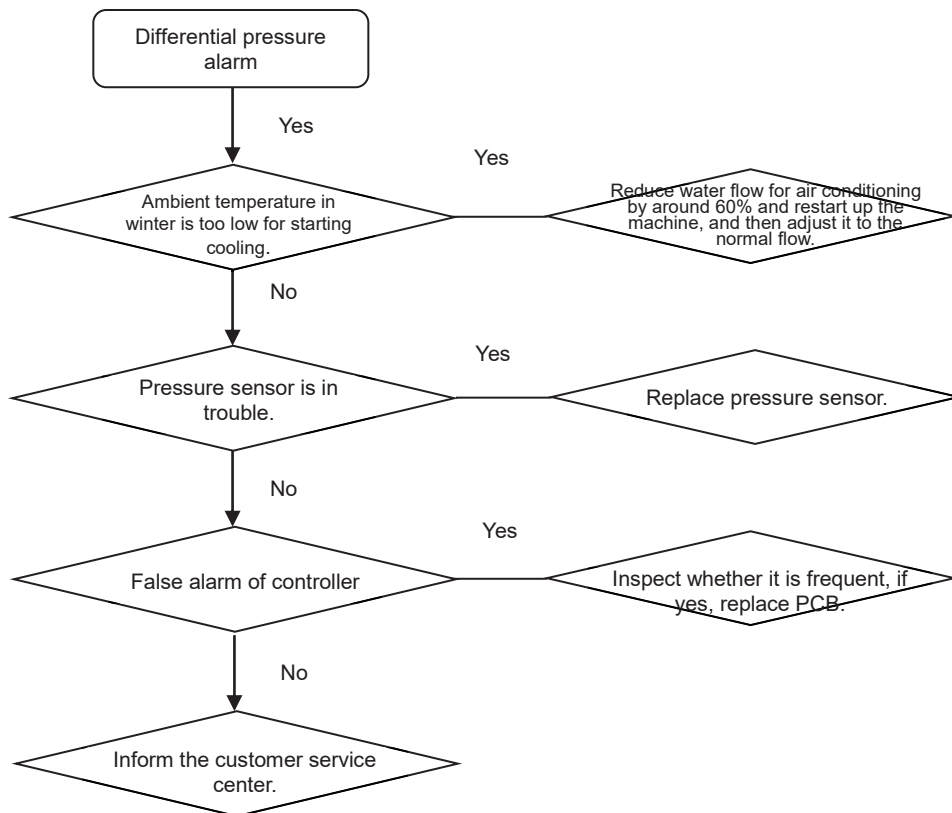 Differential pressure
alarm
Yes
Yes
Ambient temperature in
winter is too low for starting
cooling.
Reduce water flow for air conditioning
by around 60% and restart up the
machine, and then adjust it to the
normal flow.
No
Yes
Pressure sensor is in
trouble.
Replace pressure sensor.
No
Yes
False alarm of controller
Inspect whether it is frequent, if
yes, replace PCB.
No
Inform the customer service
center.